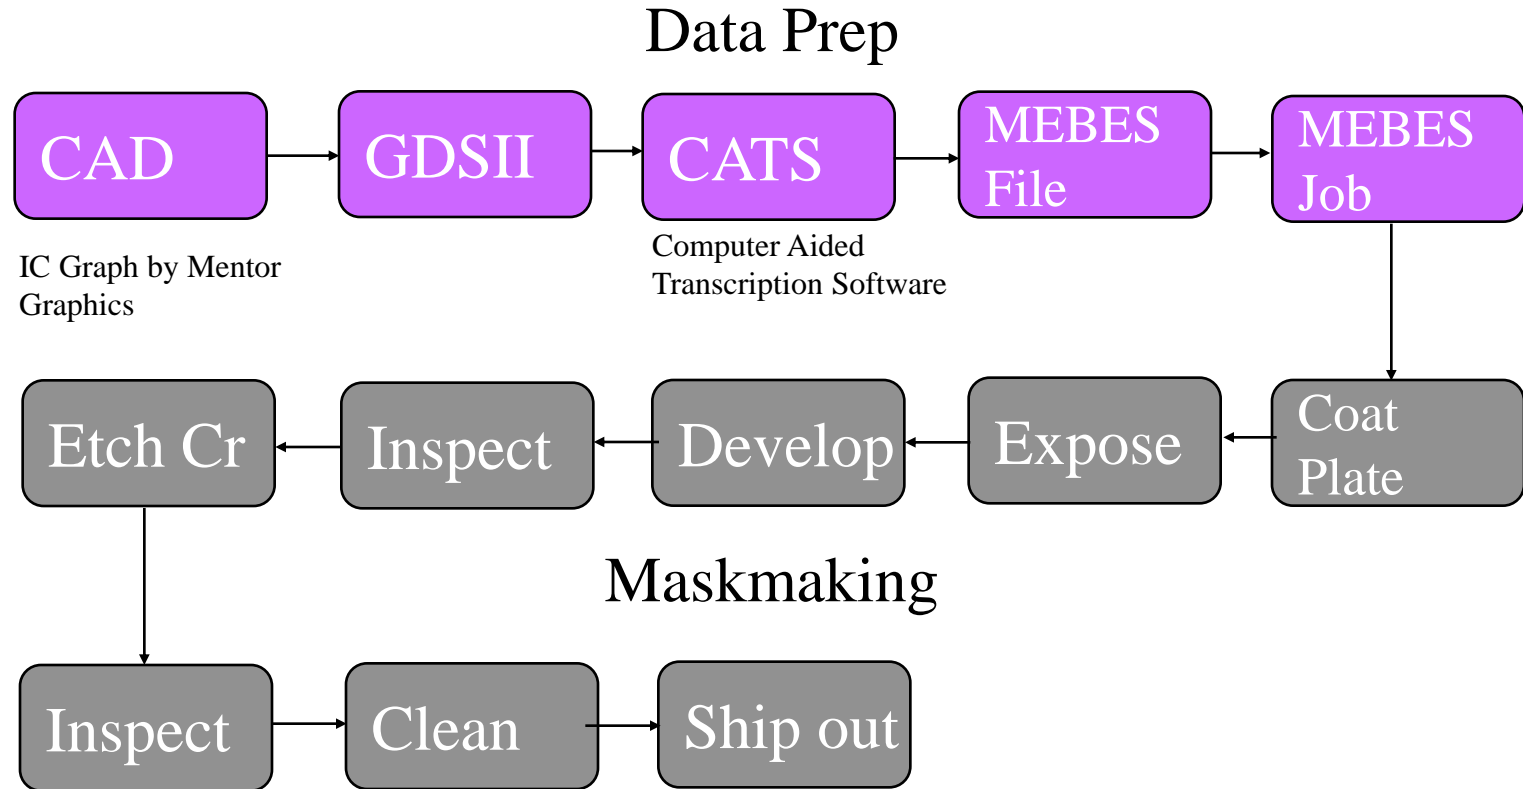 Data Prep
CAD
GDSII
CATS
MEBES
File
MEBES
Job
IC Graph by Mentor
Graphics
Computer Aided
Transcription Software
Etch Cr
Inspect
Develop
Expose
Coat
Plate
Maskmaking
Inspect
Clean
Ship out